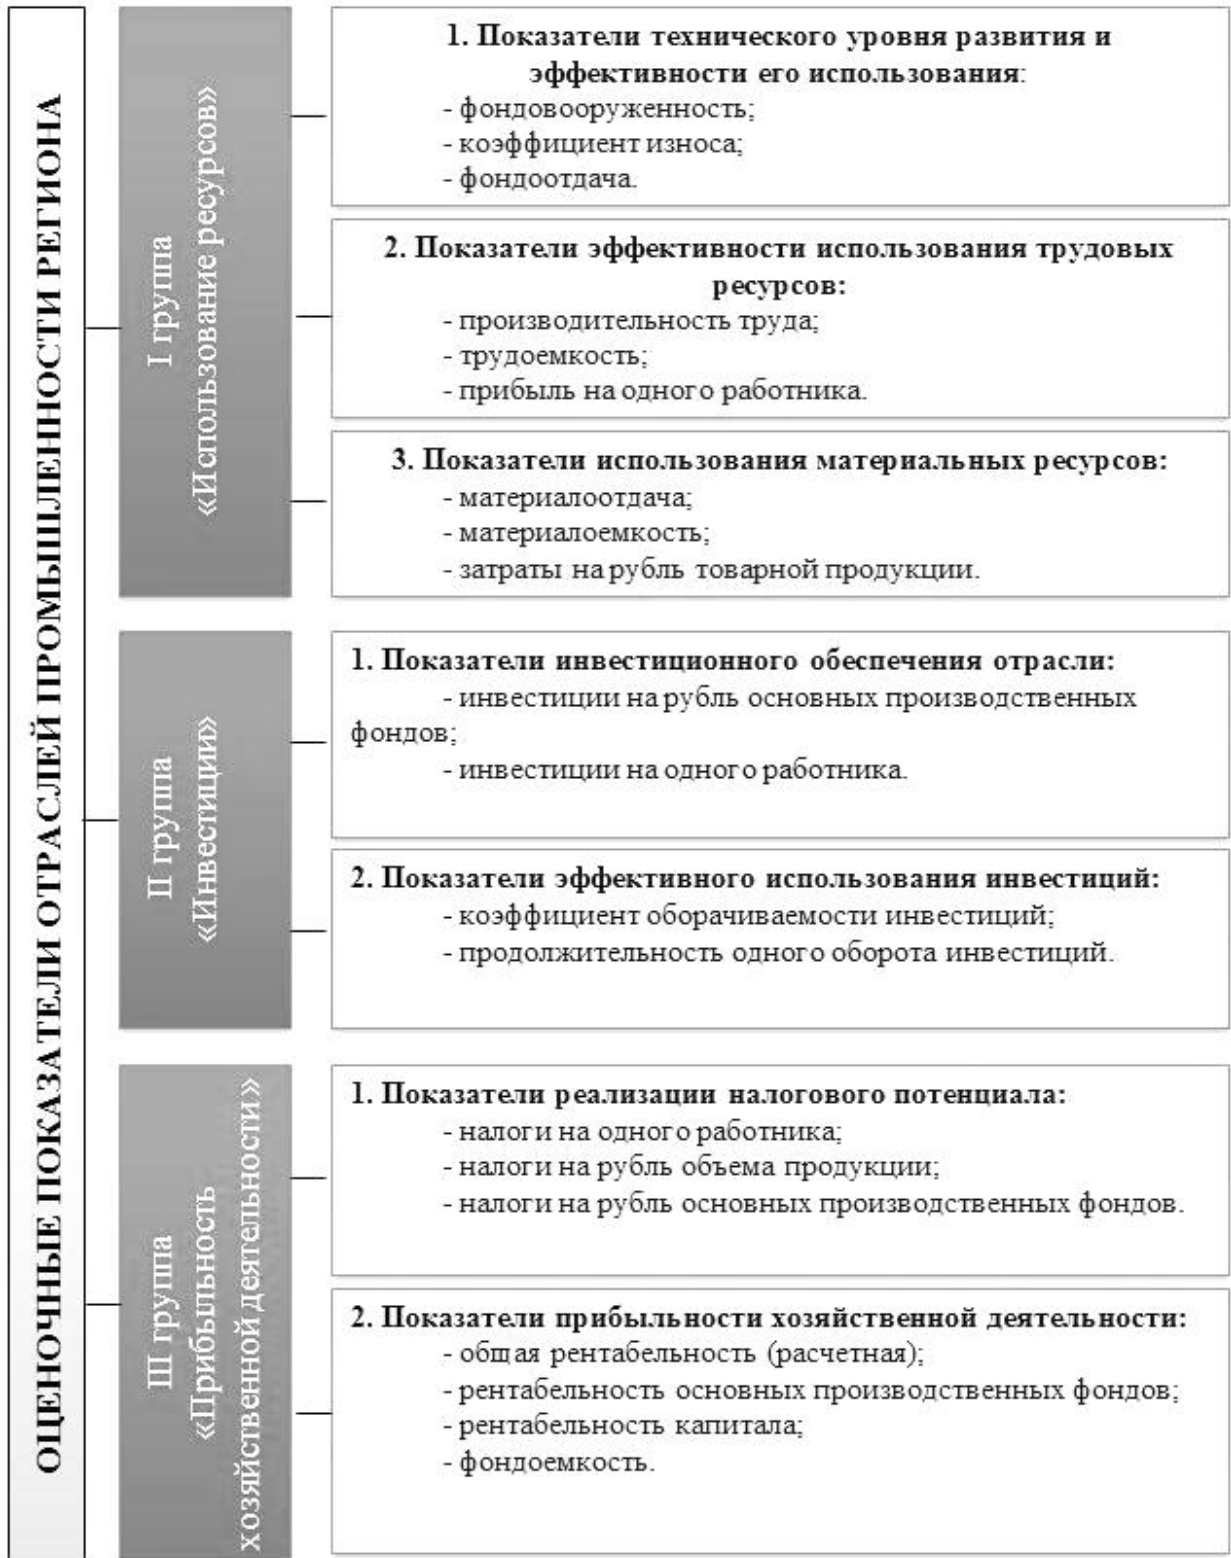 ОЦЕНОЧНЫЕ ПОКАЗАТЕЛИ ОТРАСЛЕЙ ПРОМЫШЛЕННОСТИ РЕГИОНА
I группа
«Использование ресурсов»
1. Показатели технического уровня развития и
эффективности его использования:
- фондовооруженность;
- коэффициент износа;
- фондоотдача.
2. Показатели эффективности использования трудовых
ресурсов:
- производительность труда;
- трудоемкость;
- прибыль на одного работника.
3. Показатели использования материальных ресурсов:
- материалоотдача;
- материалоемкость;
- затраты на рубль товарной продукции.
II группа
«Инвестиции»
1. Показатели инвестиционного обеспечения отрасли:
- инвестиции на рубль основных производственных
фондов;
- инвестиции на одного работника.
2. Показатели эффективного использования инвестиций:
- коэффициент оборачиваемости инвестиций;
- продолжительность одного оборота инвестиций.
III группа
«Прибыльность
хозяйственной деятельности»
1. Показатели реализации налогового потенциала:
- налоги на одного работника;
- налоги на рубль объема продукции;
- налоги на рубль основных производственных фондов.
2. Показатели прибыльности хозяйственной деятельности:
- общая рентабельность (расчетная);
- рентабельность основных производственных фондов;
- рентабельность капитала;
- фондоемкость.